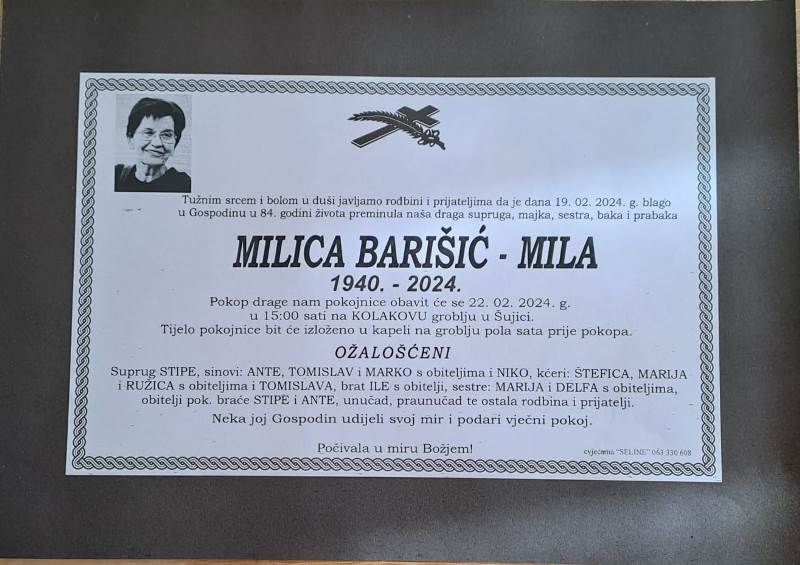 Tužnim srcem i bolom u duši javljamo rodbini i prijateljima da je dana 19. 02. 2024. g. blago
u Gospodinu u 84. godini života preminula naša draga supruga, majka, sestra, baka i prabaka
MILICA BARIŠIĆ - MILA
1940. - 2024.
Pokop drage nam pokojnice obavit će se 22. 02. 2024. g.
u 15:00 sati na KOLAKOVU groblju u Šujici.
Tijelo pokojnice bit će izloženo u kapeli na groblju pola sata prije pokopa.
OŽALOŠĆENI
Suprug STIPE, sinovi: ANTE, TOMISLAV i MARKO s obiteljima i NIKO, kćeri: ŠTEFICA, MARIJA
i RUŽICA s obiteljima i TOMISLAVA, brat ILE s obitelji, sestre: MARIJA i DELFA s obiteljima,
obitelji pok. braće STIPE i ANTE, unučad, praunučad te ostala rodbina i prijatelji.
Neka joj Gospodin udijeli svoj mir i podari vječni pokoj.
Počivala u miru Božjem!
cvjećarna "SELINE" 063 330 608